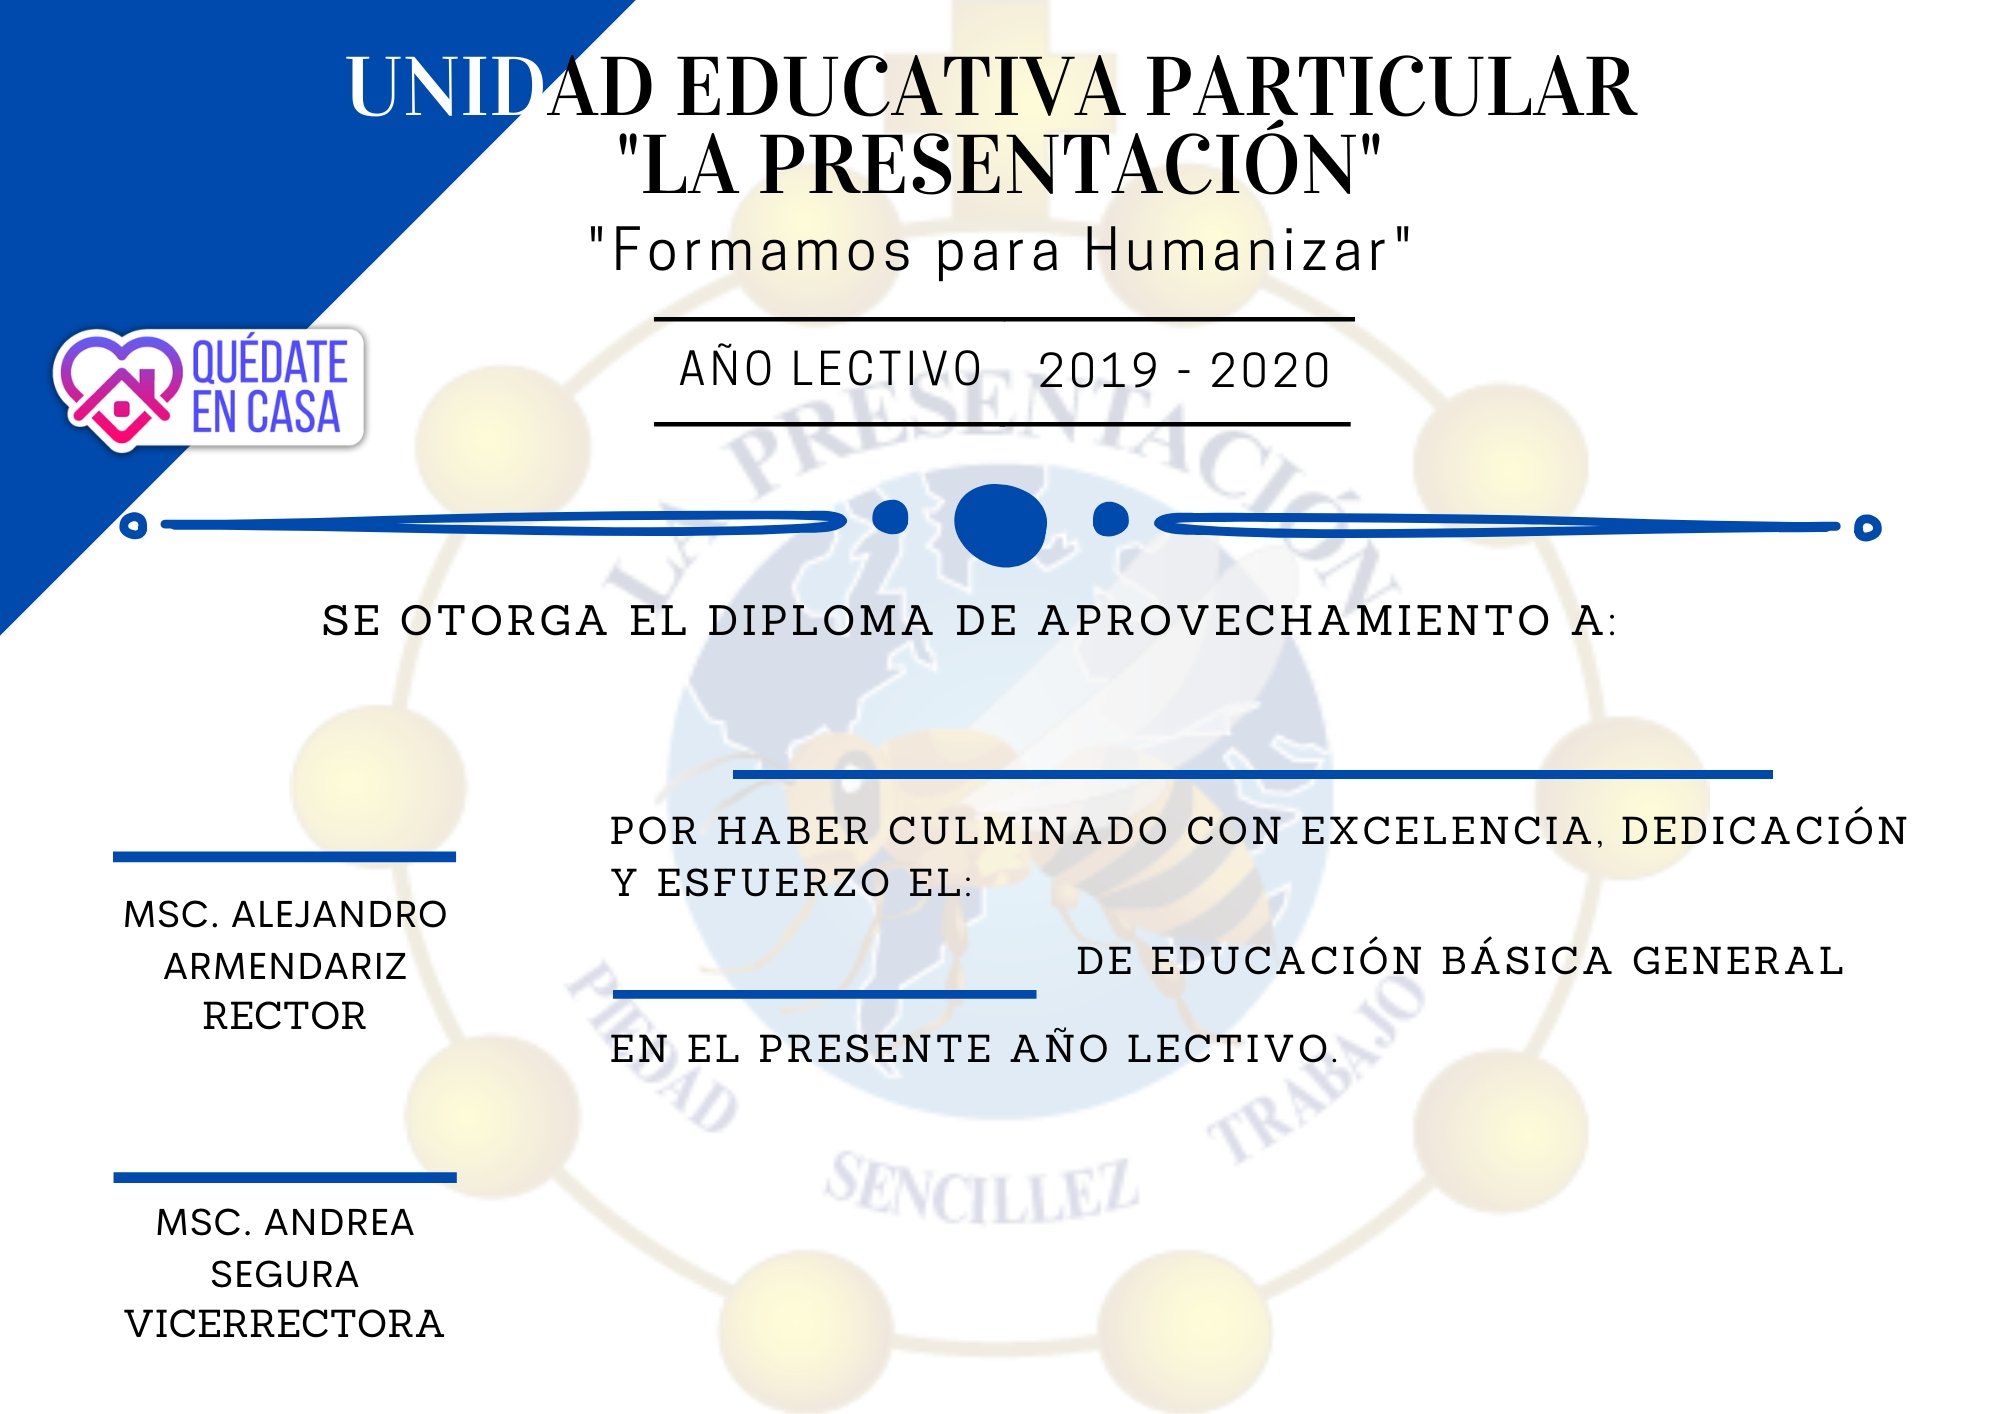 UNIDAD EDUCATIVA PARTICULAR
"LA PRESENTACIÓN"
"Formamos para Humanizar"
QUÉDATE
EN CASA
AÑO LECTIVO 2019 - 2020
LA PRESENTACIÓN
SE OTORGA EL DIPLOMA DE APROVECHAMIENTO A:
POR HABER CULMINADO CON EXCELENCIA, DEDICACIÓN
Y ESFUERZO EL:
DE EDUCACIÓN BÁSICA GENERAL
EN EL PRESENTE AÑO LECTIVO.
MSC. ALEJANDRO
ARMENDARIZ
RECTOR
MSC. ANDREA
SEGURA
VICERRECTORA
PIEDAD SENCILLEZ TRABAJO